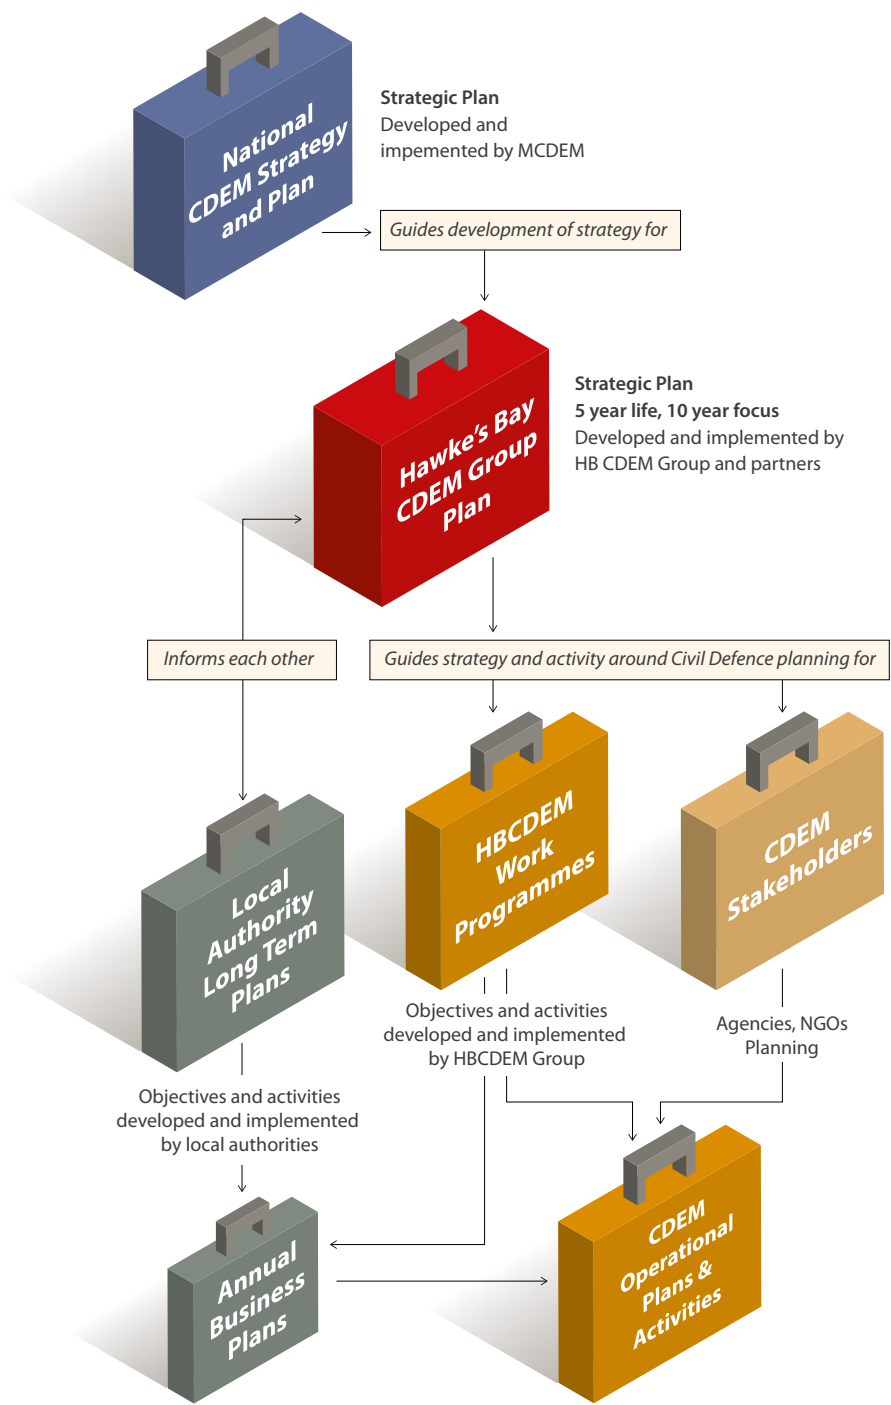 National
CDEM Strategy
and Plan
Strategic Plan
Developed and
impemented by MCDEM
Guides development of strategy for
Hawke's Bay
CDEM Group
Plan
Strategic Plan
5 year life, 10 year focus
Developed and implemented by
HB CDEM Group and partners
Informs each other
Guides strategy and activity around Civil Defence planning for
Local
Authority
Long Term
Plans
HBCDEM
Work
Programmes
CDEM
Stakeholders
Objectives and activities
developed and implemented
by HBCDEM Group
Agencies, NGOs
Planning
Objectives and activities
developed and implemented
by local authorities
Annual
Business
Plans
CDEM
Operational
Plans &
Activities